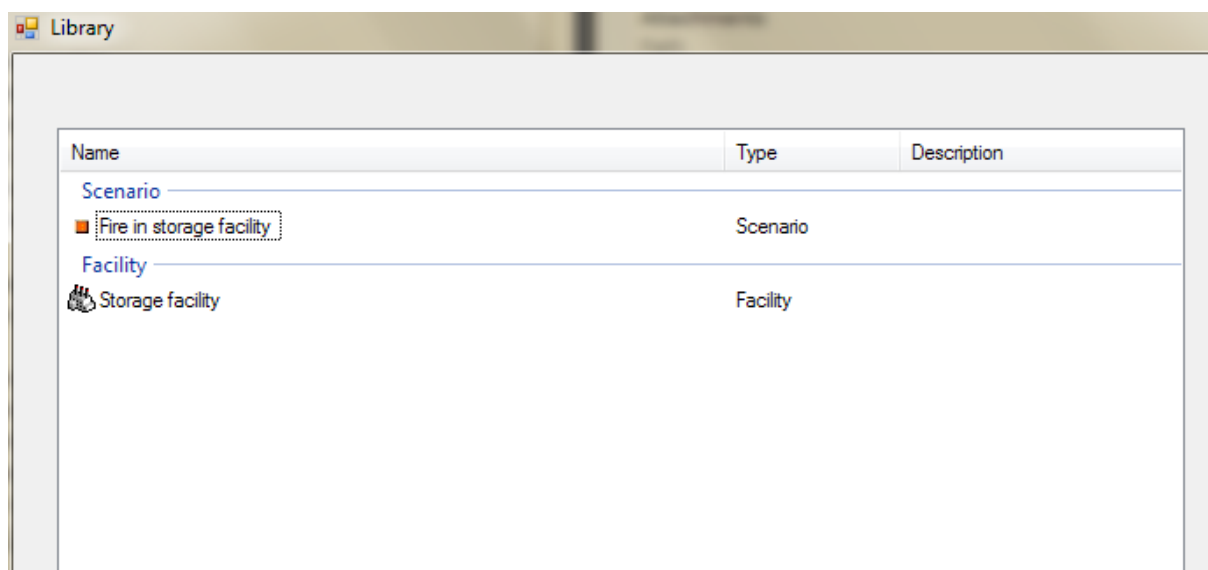 Library
Name Type Description
Scenario
Fire in storage facility Scenario
Facility
Storage facility Facility